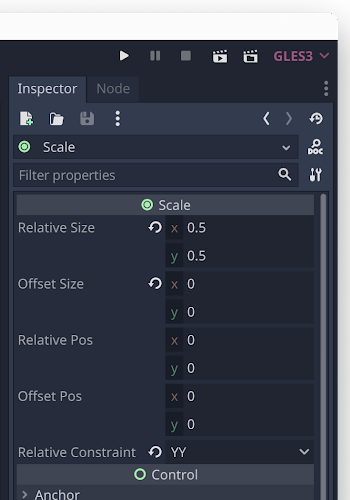 GLES3
Inspector Node
Scale
DOC
Filter properties
Scale
Relative Size x 0.5
y 0.5
Offset Size x 0
y 0
Relative Pos x 0
y 0
Offset Pos x 0
y 0
Relative Constraint YY
Control
Anchor